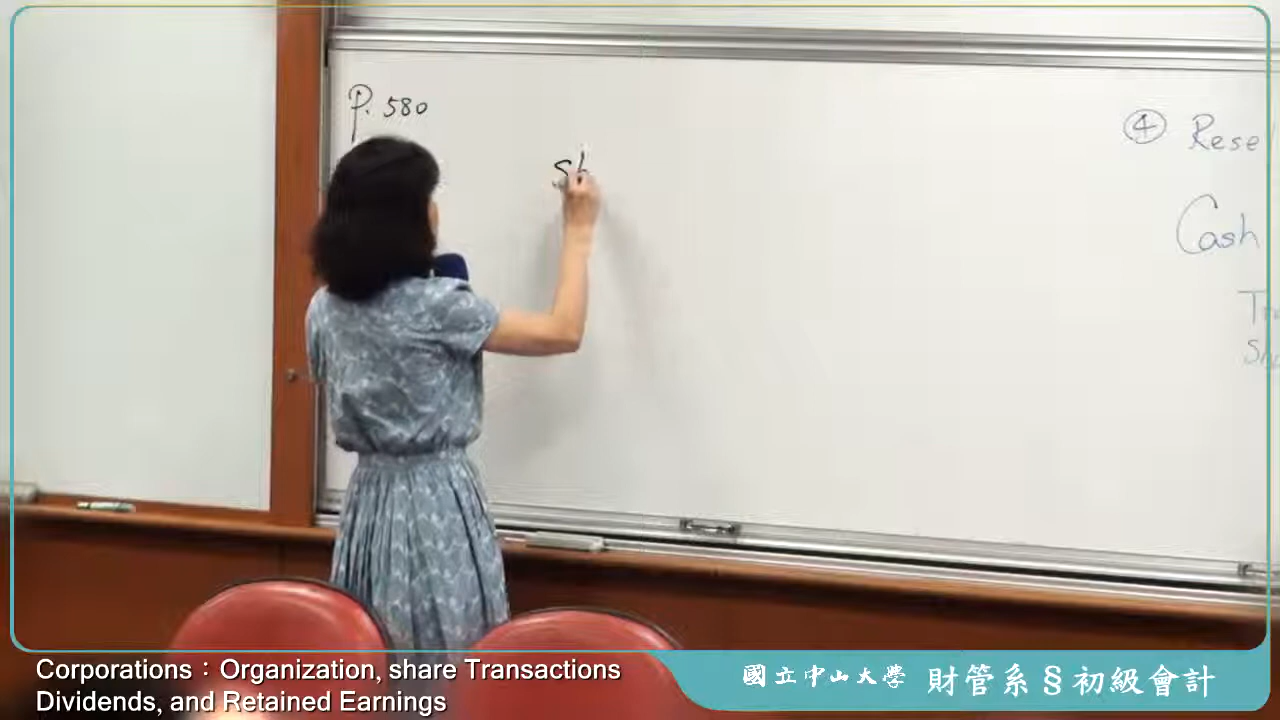 P. 580
Sh
④ Rese
Cash
Corporations：Organization, share Transactions
Dividends, and Retained Earnings
國立中山大學 財管系§初級會計